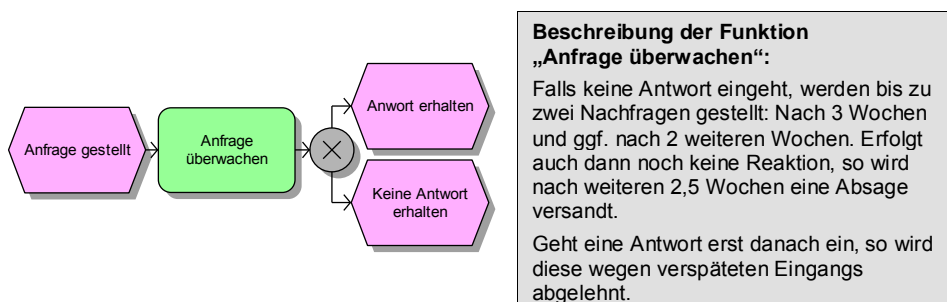 Anfrage gestellt
Anfrage
überwachen
Anwort erhalten
Keine Antwort
erhalten
Beschreibung der Funktion
„Anfrage überwachen“:
Falls keine Antwort eingeht, werden bis zu
zwei Nachfragen gestellt: Nach 3 Wochen
und ggf. nach 2 weiteren Wochen. Erfolgt
auch dann noch keine Reaktion, so wird
nach weiteren 2,5 Wochen eine Absage
versandt.
Geht eine Antwort erst danach ein, so wird
diese wegen verspäteten Eingangs
abgelehnt.